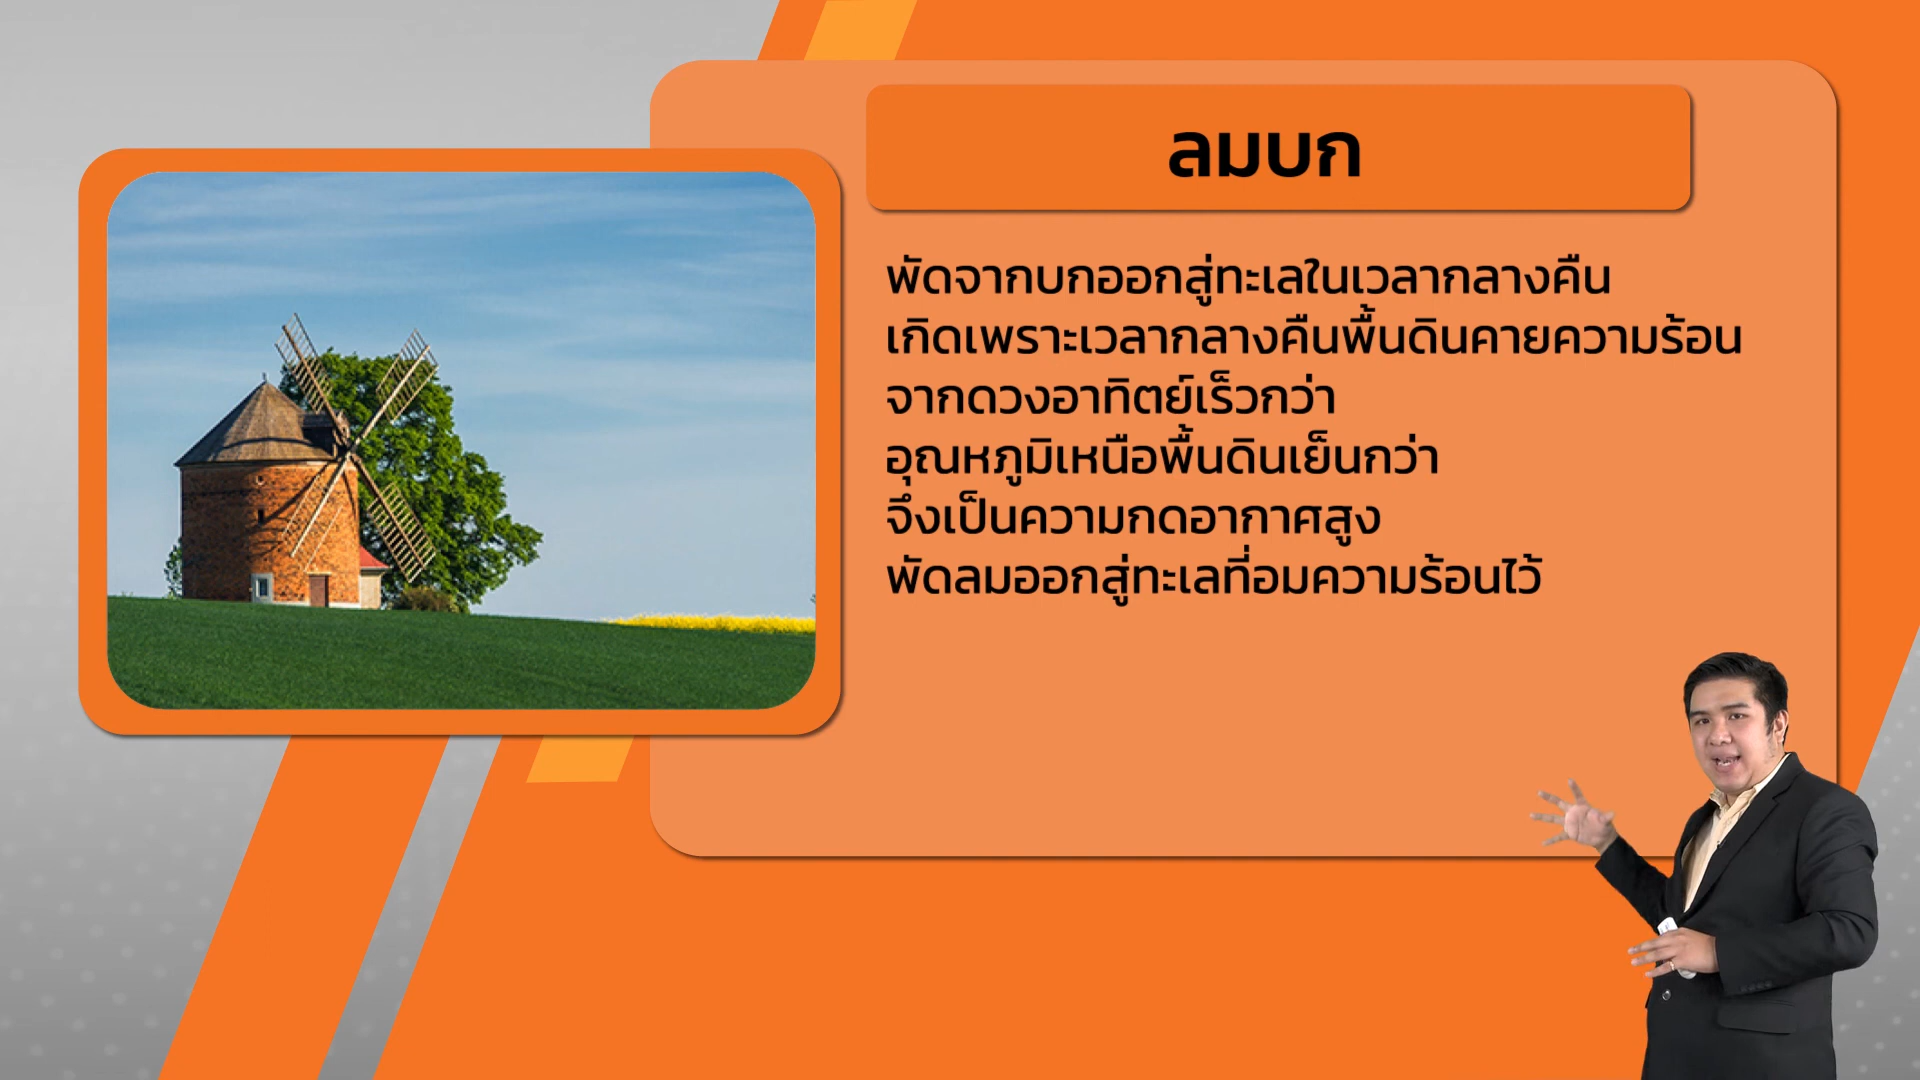 ลมบก
พัดจากบกออกสู่ทะเลในเวลากลางคืน
เกิดเพราะเวลากลางคืนพื้นดินคายความร้อน
จากดวงอาทิตย์เร็วกว่า
อุณหภูมิเหนือพื้นดินเย็นกว่า
จึงเป็นความกดอากาศสูง
พัดลมออกสู่ทะเลที่อมความร้อนไว้